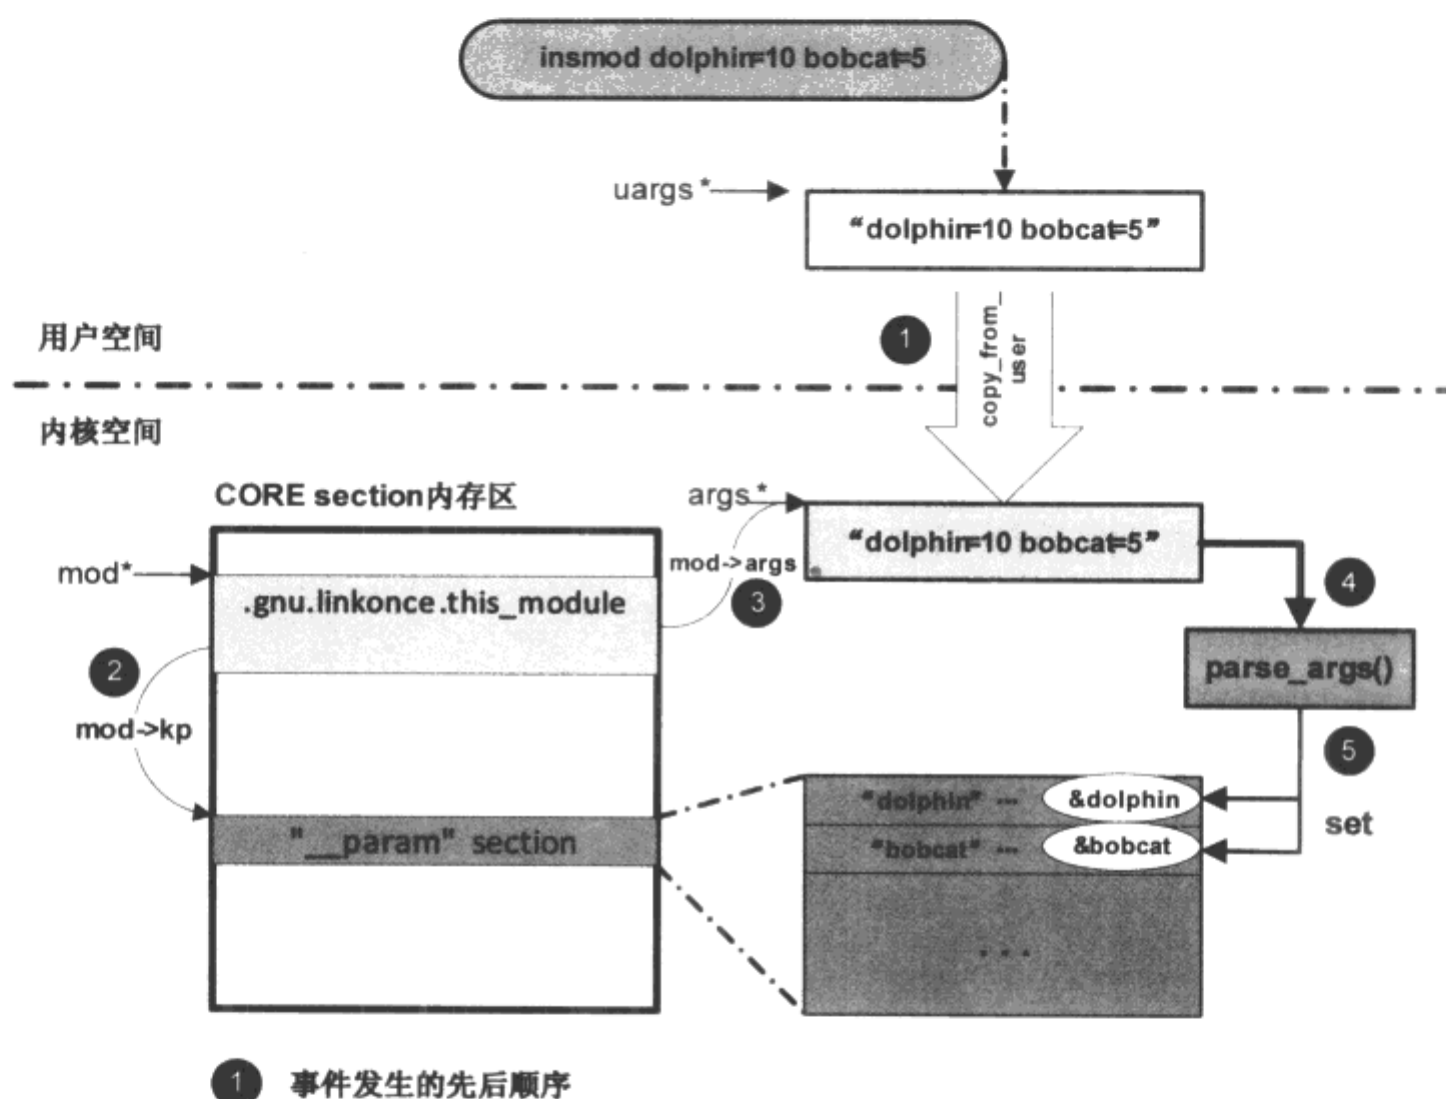 insmod dolphin=10 bobcat=5
uargs*
“dolphin=10 bobcat=5”
1
copy_from_
user
用户空间
内核空间
CORE section内存区
args*
“dolphin=10 bobcat=5”
mod*
.gnu.linkonce.this_module
mod->args
3
4
2
parse_args()
mod->kp
5
"__param" section
“dolphin” ... &dolphin
set
“bobcat” ... &bobcat
...
1 事件发生的先后顺序